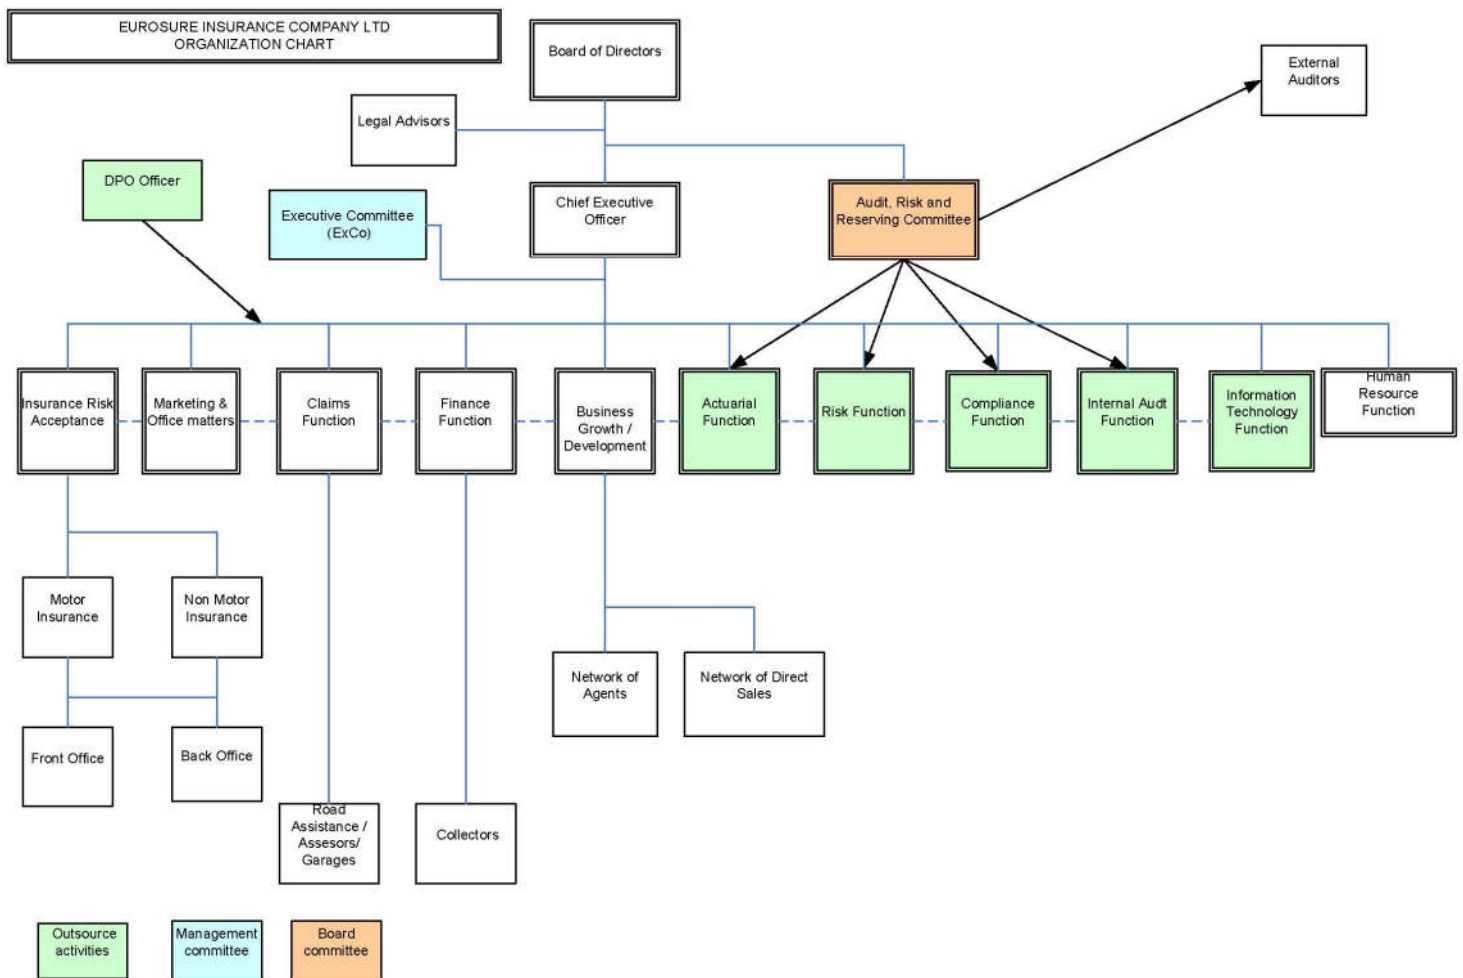 EUROSURE INSURANCE COMPANY LTD
ORGANIZATION CHART
Board of Directors
External
Auditors
Legal Advisors
DPO Officer
Executive Committee
(ExCo)
Chief Executive
Officer
Audit, Risk and
Reserving Committee
Insurance Risk
Acceptance
Marketing &
Office matters
Claims
Function
Finance
Function
Business
Growth /
Development
Actuarial
Function
Risk Function
Compliance
Function
Internal Audt
Function
Information
Technology
Function
Human
Resource
Function
Motor
Insurance
Non Motor
Insurance
Network of
Agents
Network of Direct
Sales
Front Office
Back Office
Road
Assistance /
Assesors/
Garages
Collectors
Outsource
activities
Management
committee
Board
committee